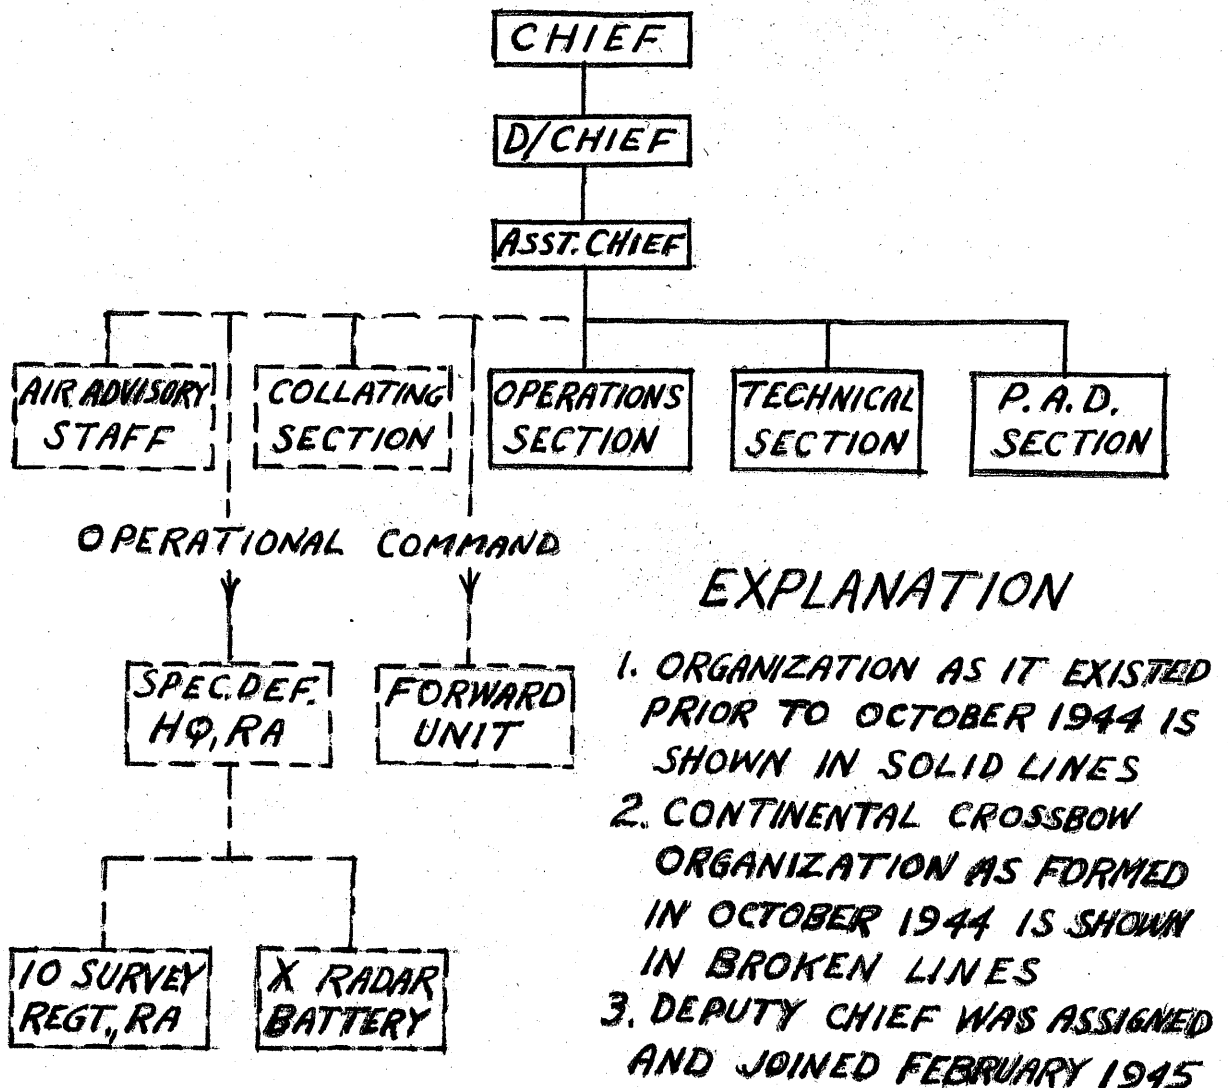 CHIEF
D/CHIEF
ASST. CHIEF
AIR ADVISORY
STAFF
COLLATING
SECTION
OPERATIONS
SECTION
TECHNICAL
SECTION
P. A. D.
SECTION
OPERATIONAL COMMAND
SPEC. DEF.
HQ, RA
FORWARD
UNIT
10 SURVEY
REGT., RA
X RADAR
BATTERY
EXPLANATION
1. ORGANIZATION AS IT EXISTED
PRIOR TO OCTOBER 1944 IS
SHOWN IN SOLID LINES
2. CONTINENTAL CROSSBOW
ORGANIZATION AS FORMED
IN OCTOBER 1944 IS SHOWN
IN BROKEN LINES
3. DEPUTY CHIEF WAS ASSIGNED
AND JOINED FEBRUARY 1945